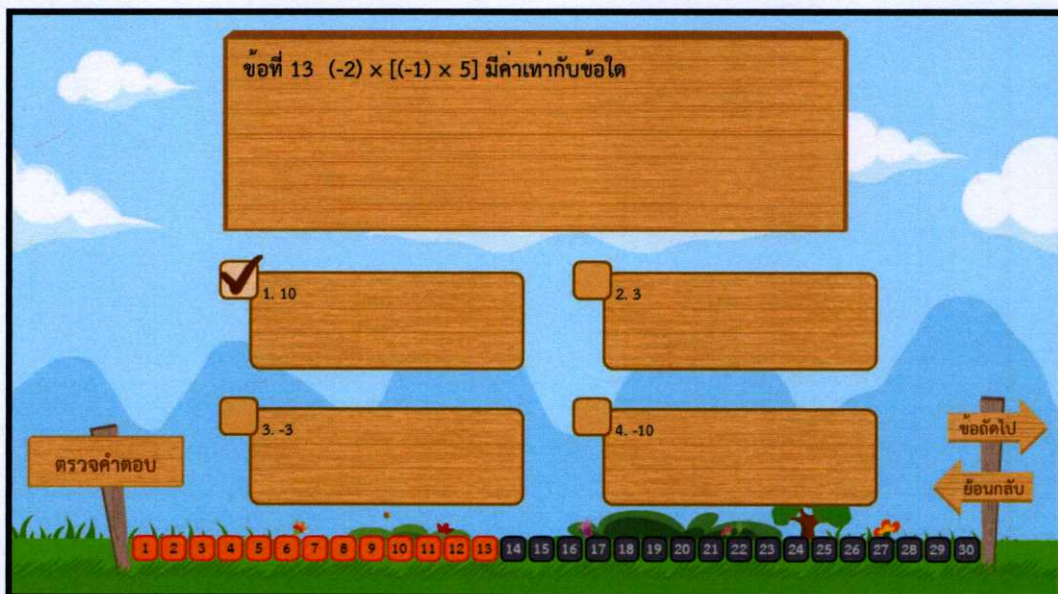 ข้อที่ 13 (-2) × [(-1) × 5] มีค่าเท่ากับข้อใด
1. 10
2. 3
3. -3
4. -10
ตรวจคำตอบ
ข้อถัดไป
ย้อนกลับ
1 2 3 4 5 6 7 8 9 10 11 12 13 14 15 16 17 18 19 20 21 22 23 24 25 26 27 28 29 30